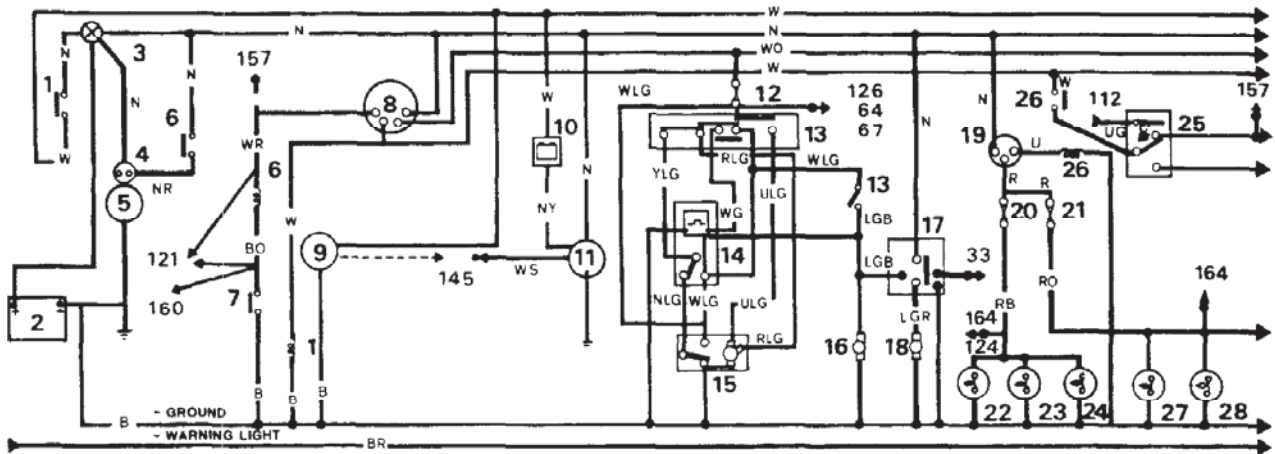 W
N N
WO
W
157
1 N 3 N N 8 W 10 N WLG 12 126 64 67 N N 26 W 112 UG 25 157
6
13
19 U
4 WR 6 RLG WLG 26
W NR YLG ULG 13 R R
5 NY WG LGB 17 20 21
W
BO 14
121 9 11 LGB 33
145 WS
160 7 NLG WLG ULG RB RO 164
2 LGR
1 RLG 16 18 164
124
15
B B B 22 23 24 27 28
B - GROUND
- WARNING LIGHT BR